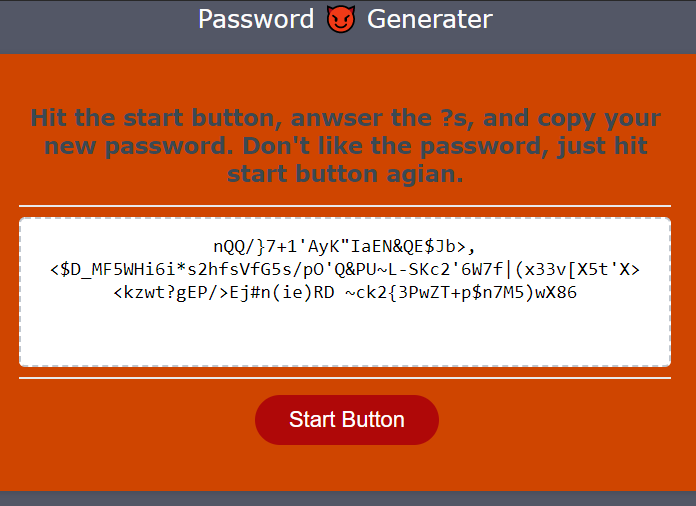 Password 😈 Generater
Hit the start button, anwser the ?s, and copy your
new password. Don't like the password, just hit
start button agian.
nQQ/}7+1'AyK"IaEN&QE$Jb>,
<$D_MF5WHi6i*s2hfsVfG5s/pO'Q&PU~L-SKc2'6W7f|(x33v[X5t'X>
<kzwt?gEP/>Ej#n(ie)RD ~ck2{3PwZT+p$n7M5)wX86
Start Button